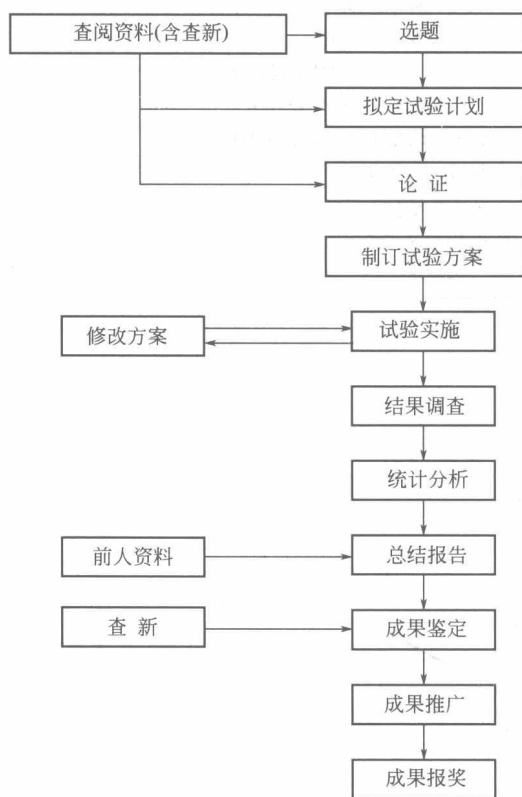 查阅资料(含查新)
选题
拟定试验计划
论 证
制订试验方案
修改方案
试验实施
结果调查
统计分析
前人资料
总结报告
查 新
成果鉴定
成果推广
成果报奖